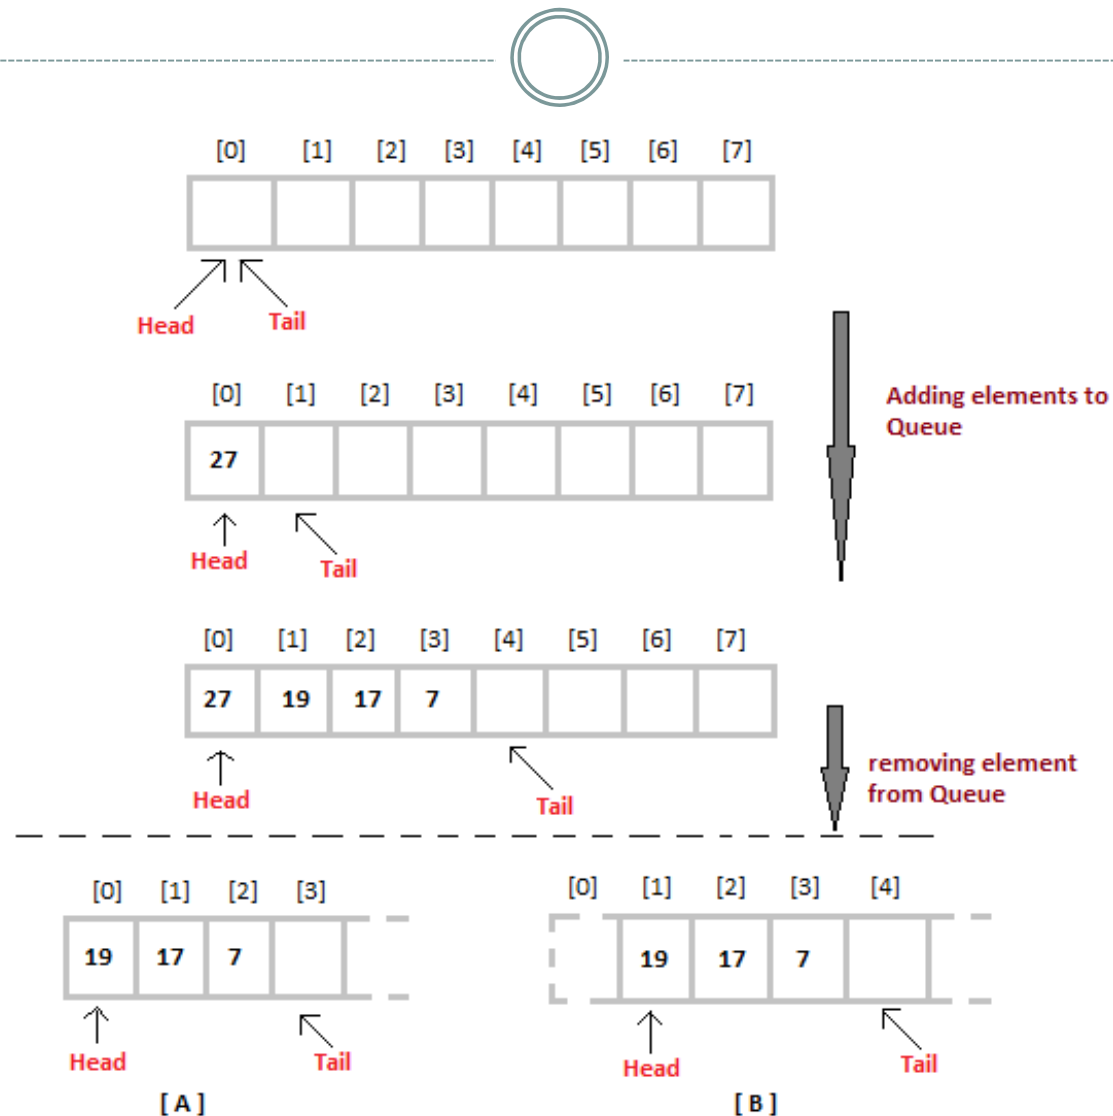 [0] [1] [2] [3] [4] [5] [6] [7]
Head Tail
[0] [1] [2] [3] [4] [5] [6] [7]
Adding elements to
Queue
27
Head Tail
[0] [1] [2] [3] [4] [5] [6] [7]
27 19 17 7
removing element
from Queue
Head Tail
[0] [1] [2] [3]
19 17 7
Head Tail
[ A ]
[0] [1] [2] [3] [4]
19 17 7
Head Tail
[ B ]